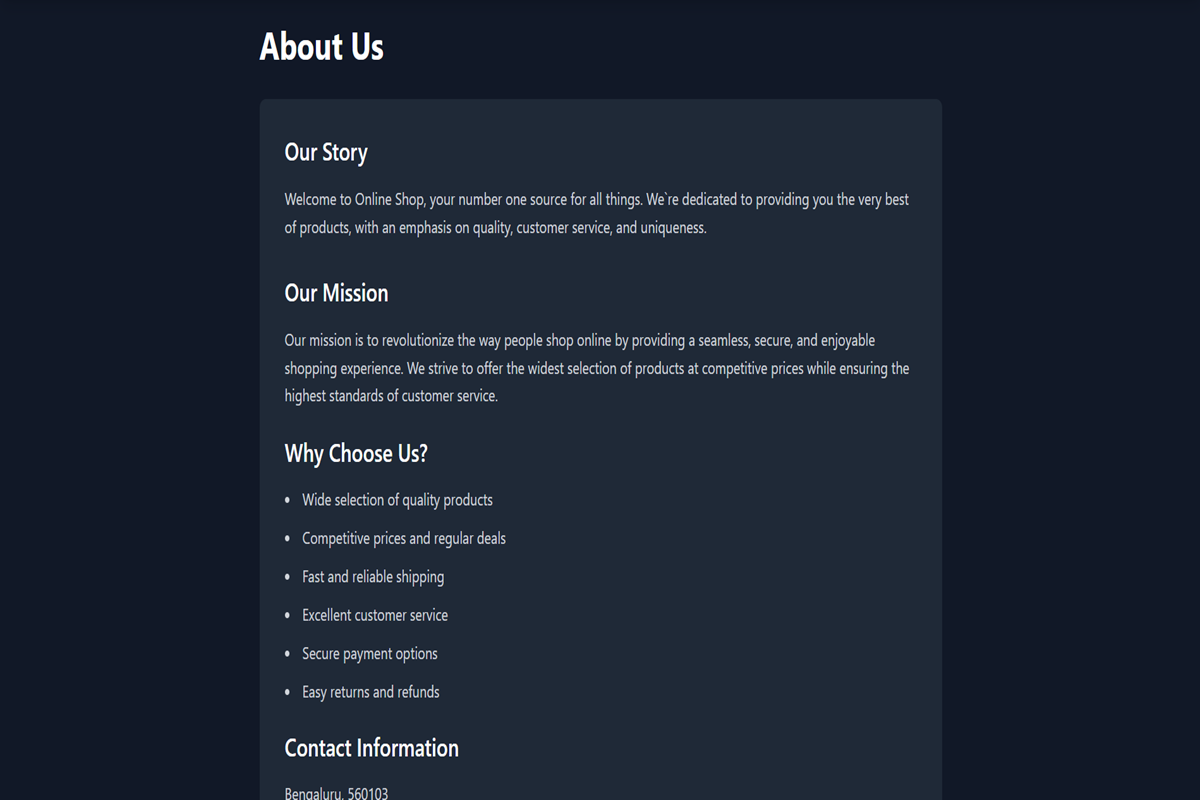 About Us
Our Story
Welcome to Online Shop, your number one source for all things. We`re dedicated to providing you the very best
of products, with an emphasis on quality, customer service, and uniqueness.
Our Mission
Our mission is to revolutionize the way people shop online by providing a seamless, secure, and enjoyable
shopping experience. We strive to offer the widest selection of products at competitive prices while ensuring the
highest standards of customer service.
Why Choose Us?
• Wide selection of quality products
• Competitive prices and regular deals
• Fast and reliable shipping
• Excellent customer service
• Secure payment options
• Easy returns and refunds
Contact Information
Bengaluru, 560103